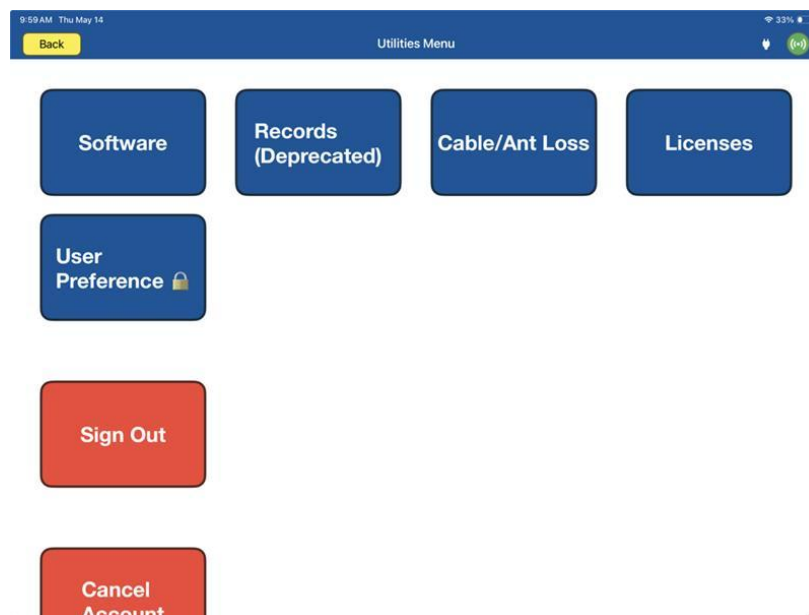 9:59 AM Thu May 14
33%
Back
Utilities Menu
Software
Records
(Deprecated)
Cable/Ant Loss
Licenses
User
Preference
Sign Out
Cancel
Account